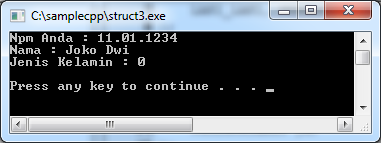 C:\samplecpp\struct3.exe
Npm Anda : 11.01.1234
Nama : Joko Dwi
Jenis Kelamin : 0
Press any key to continue . . . _